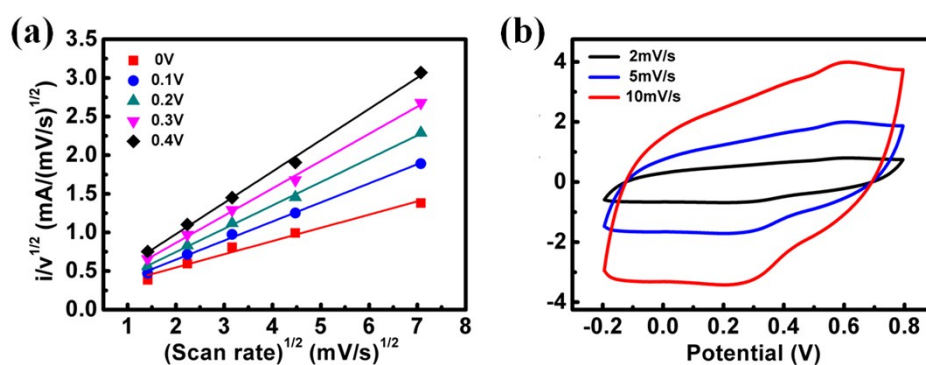 (a)
3.5
3.0
2.5
2.0
1.5
1.0
0.5
0.0
i/v^1/2 (mA/(mV/s)^1/2)
0V
0.1V
0.2V
0.3V
0.4V
1 2 3 4 5 6 7 8
(Scan rate)^1/2 (mV/s)^1/2
(b)
4
2
0
-2
-4
2mV/s
5mV/s
10mV/s
-0.2 0.0 0.2 0.4 0.6 0.8
Potential (V)